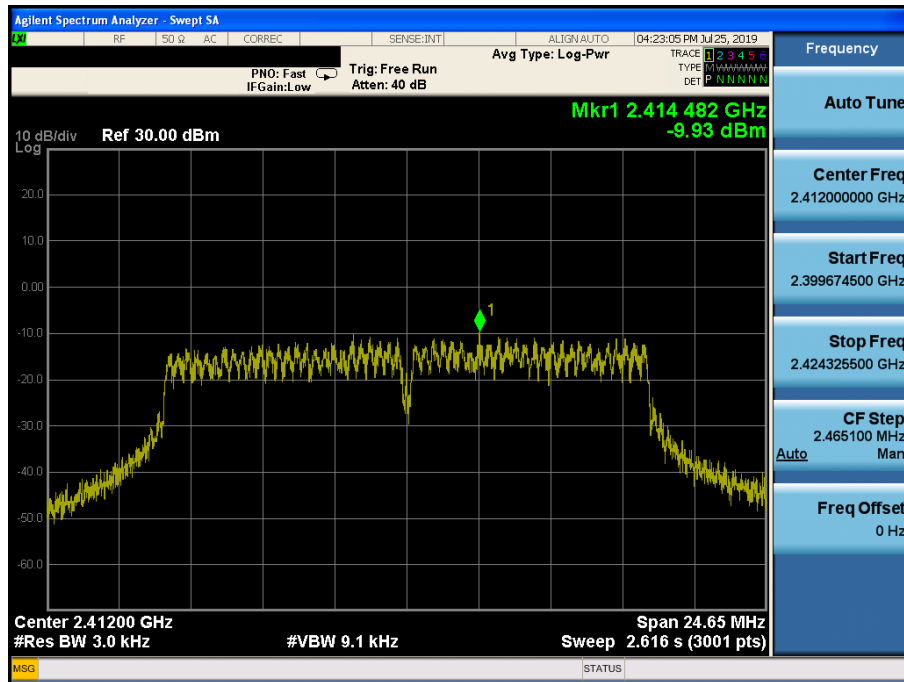 Agilent Spectrum Analyzer - Swept SA
LXI RF 50 Ω AC CORREC SENSE:INT ALIGN AUTO 04:23:05 PM Jul 25, 2019
PNO: Fast Trig: Free Run Avg Type: Log-Pwr TRACE 1 2 3 4 5 6
IFGain:Low Atten: 40 dB TYPE M WWWWW
DET P N N N N N
Mkr1 2.414 482 GHz
-9.93 dBm
10 dB/div Ref 30.00 dBm
Log
20.0
10.0
0.00
-10.0
-20.0
-30.0
-40.0
-50.0
-60.0
1
Center 2.41200 GHz Span 24.65 MHz
#Res BW 3.0 kHz #VBW 9.1 kHz Sweep 2.616 s (3001 pts)
MSG STATUS
Frequency
Auto Tune
Center Freq
2.412000000 GHz
Start Freq
2.399674500 GHz
Stop Freq
2.424325500 GHz
CF Step
2.465100 MHz
Auto Man
Freq Offset
0 Hz